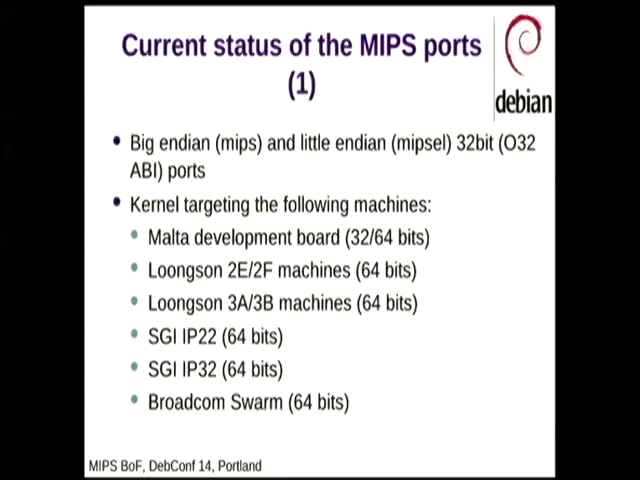 Current status of the MIPS ports
(1)
debian
Big endian (mips) and little endian (mipsel) 32bit (O32
ABI) ports
Kernel targeting the following machines:
Malta development board (32/64 bits)
Loongson 2E/2F machines (64 bits)
Loongson 3A/3B machines (64 bits)
SGI IP22 (64 bits)
SGI IP32 (64 bits)
Broadcom Swarm (64 bits)
MIPS BoF, DebConf 14, Portland